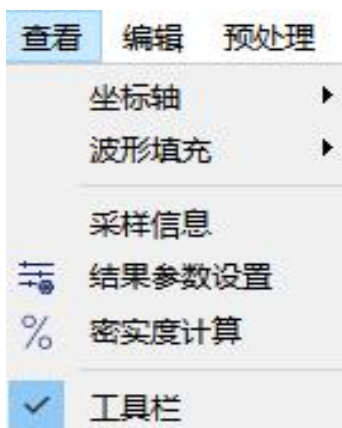 查看 编辑 预处理
坐标轴
波形填充
采样信息
结果参数设置
% 密实度计算
工具栏